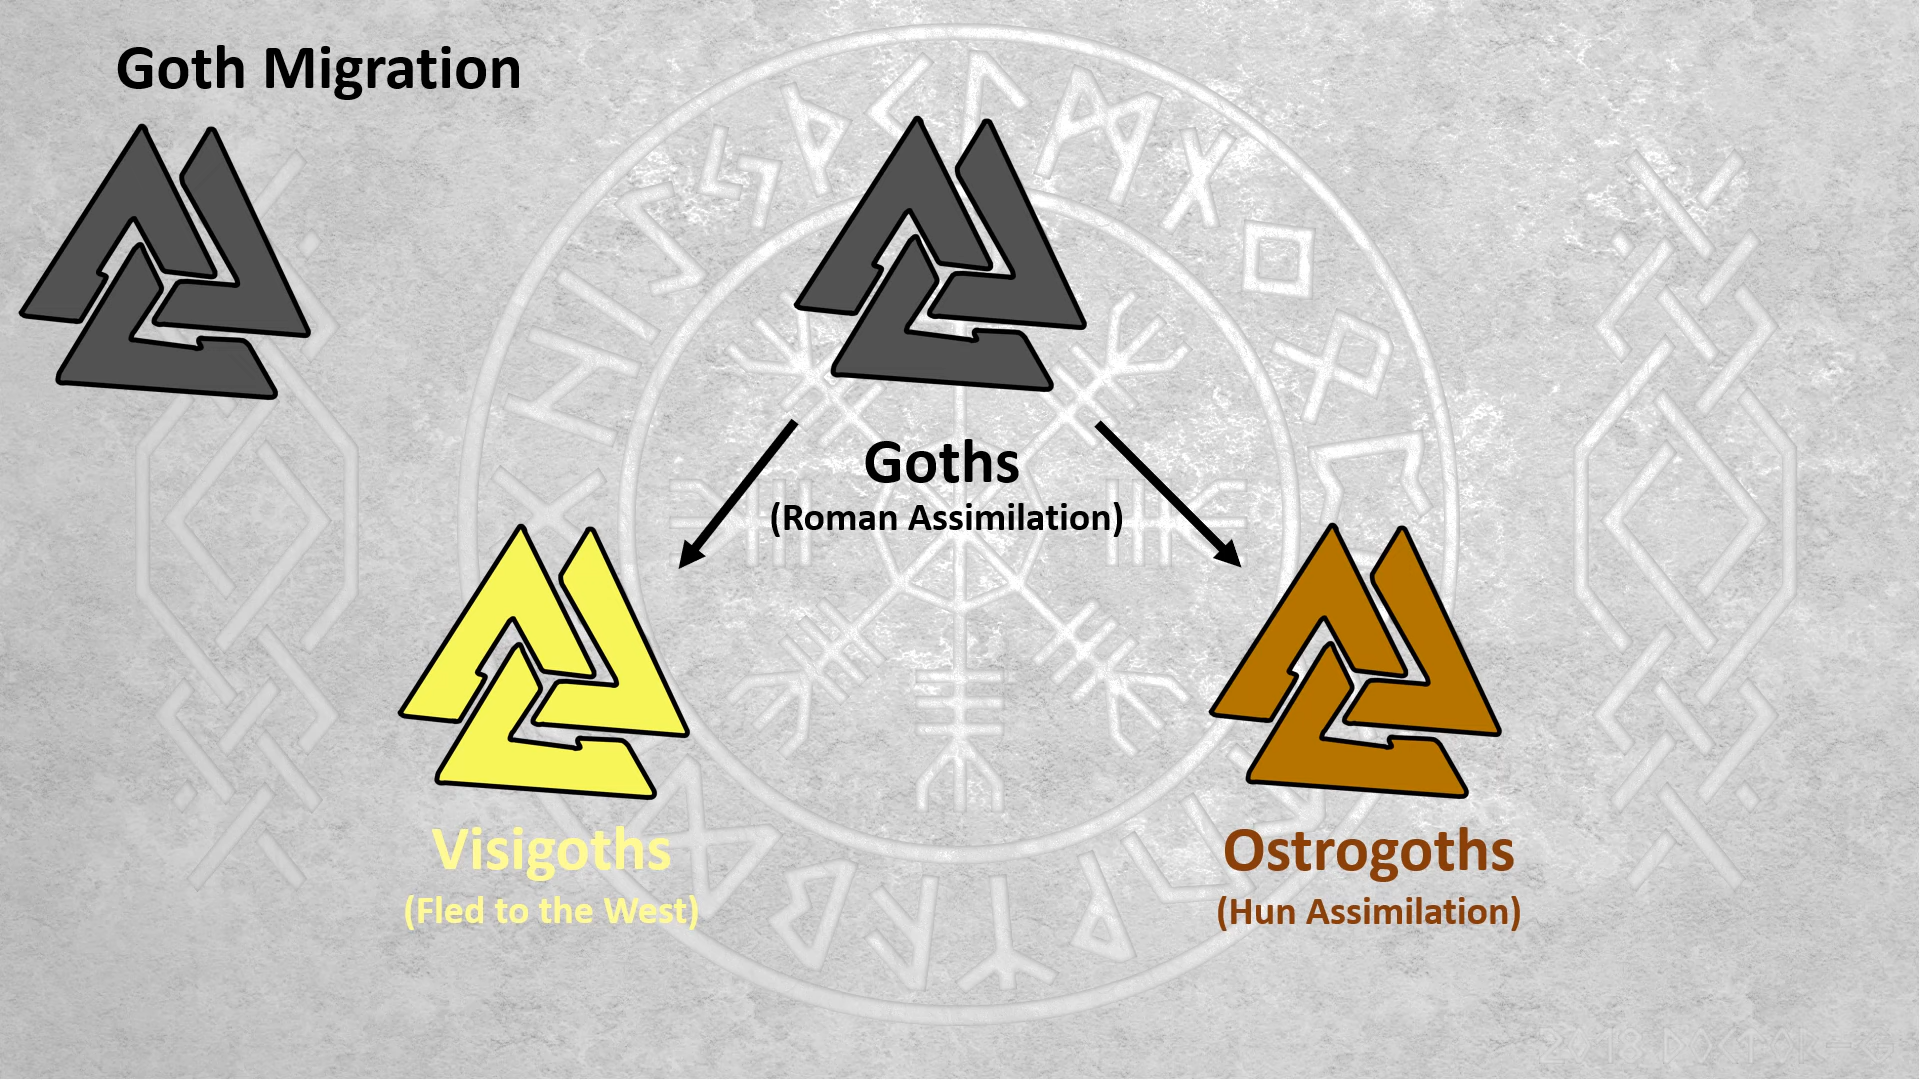 Goth Migration
Goths
(Roman Assimilation)
Visigoths
(Fled to the West)
Ostrogoths
(Hun Assimilation)